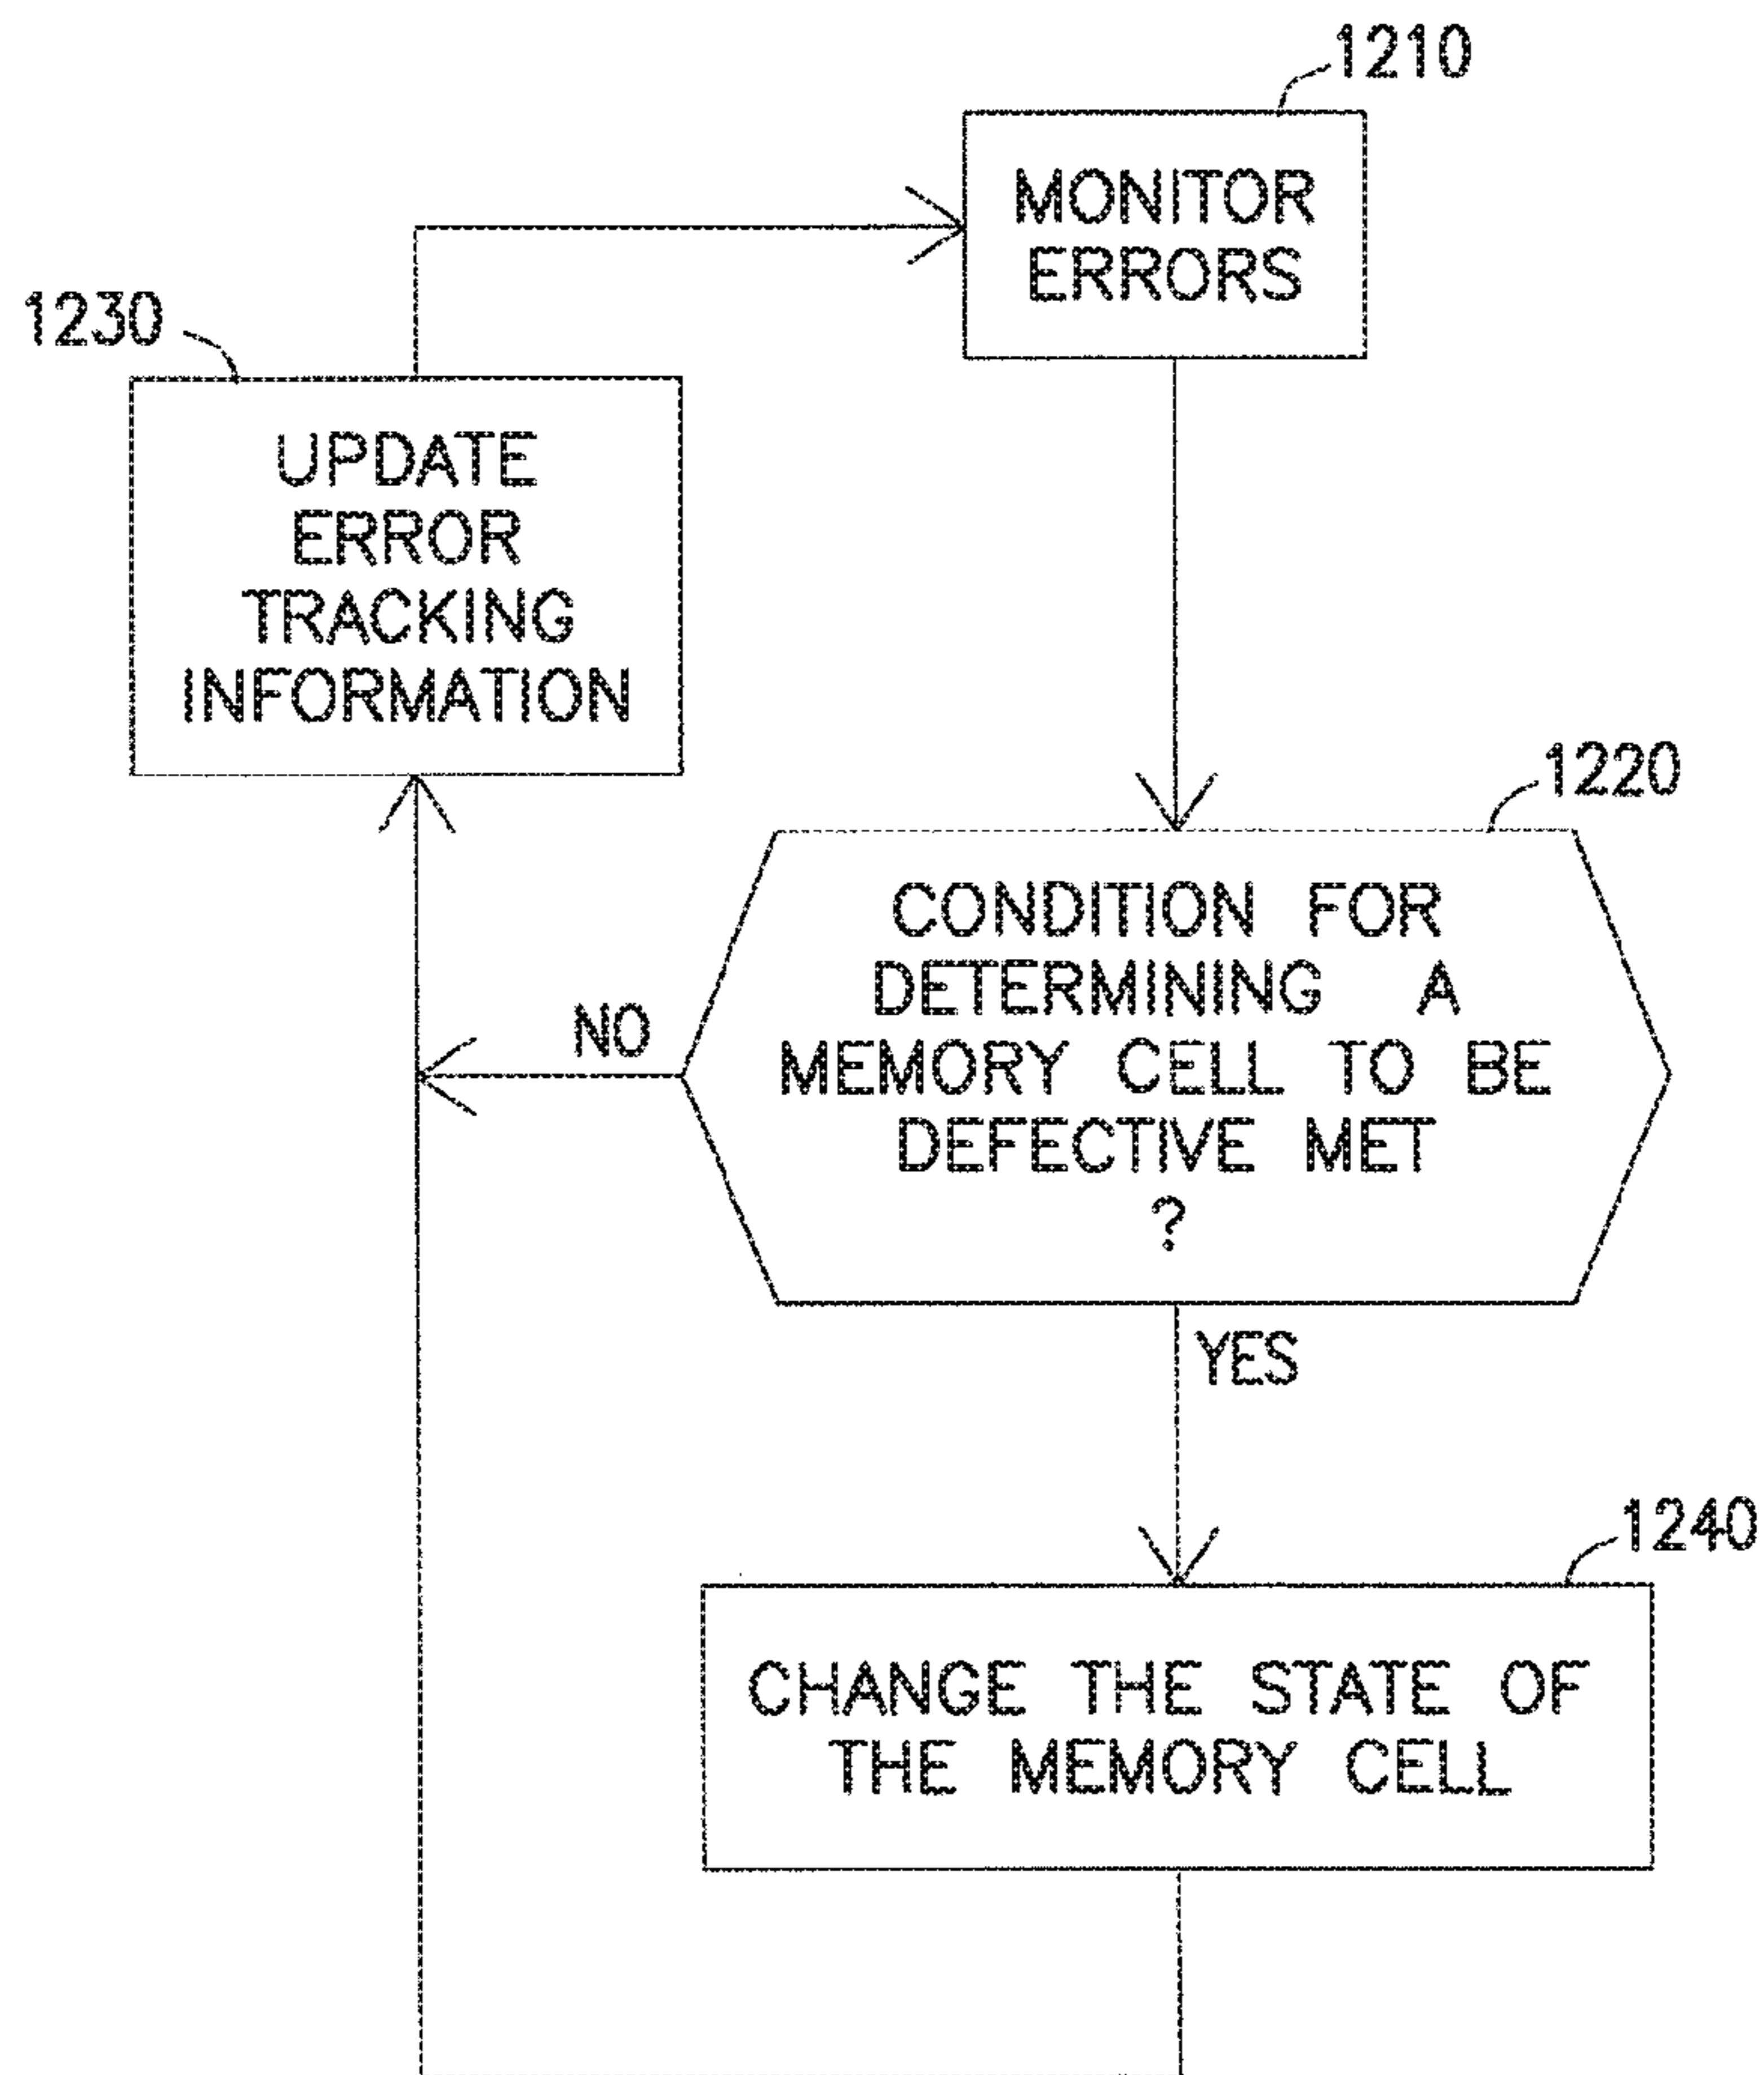 1210
MONITOR
ERRORS
1230
UPDATE
ERROR
TRACKING
INFORMATION
1220
CONDITION FOR
DETERMINING A
MEMORY CELL TO BE
DEFECTIVE MET
?
NO
YES
1240
CHANGE THE STATE OF
THE MEMORY CELL